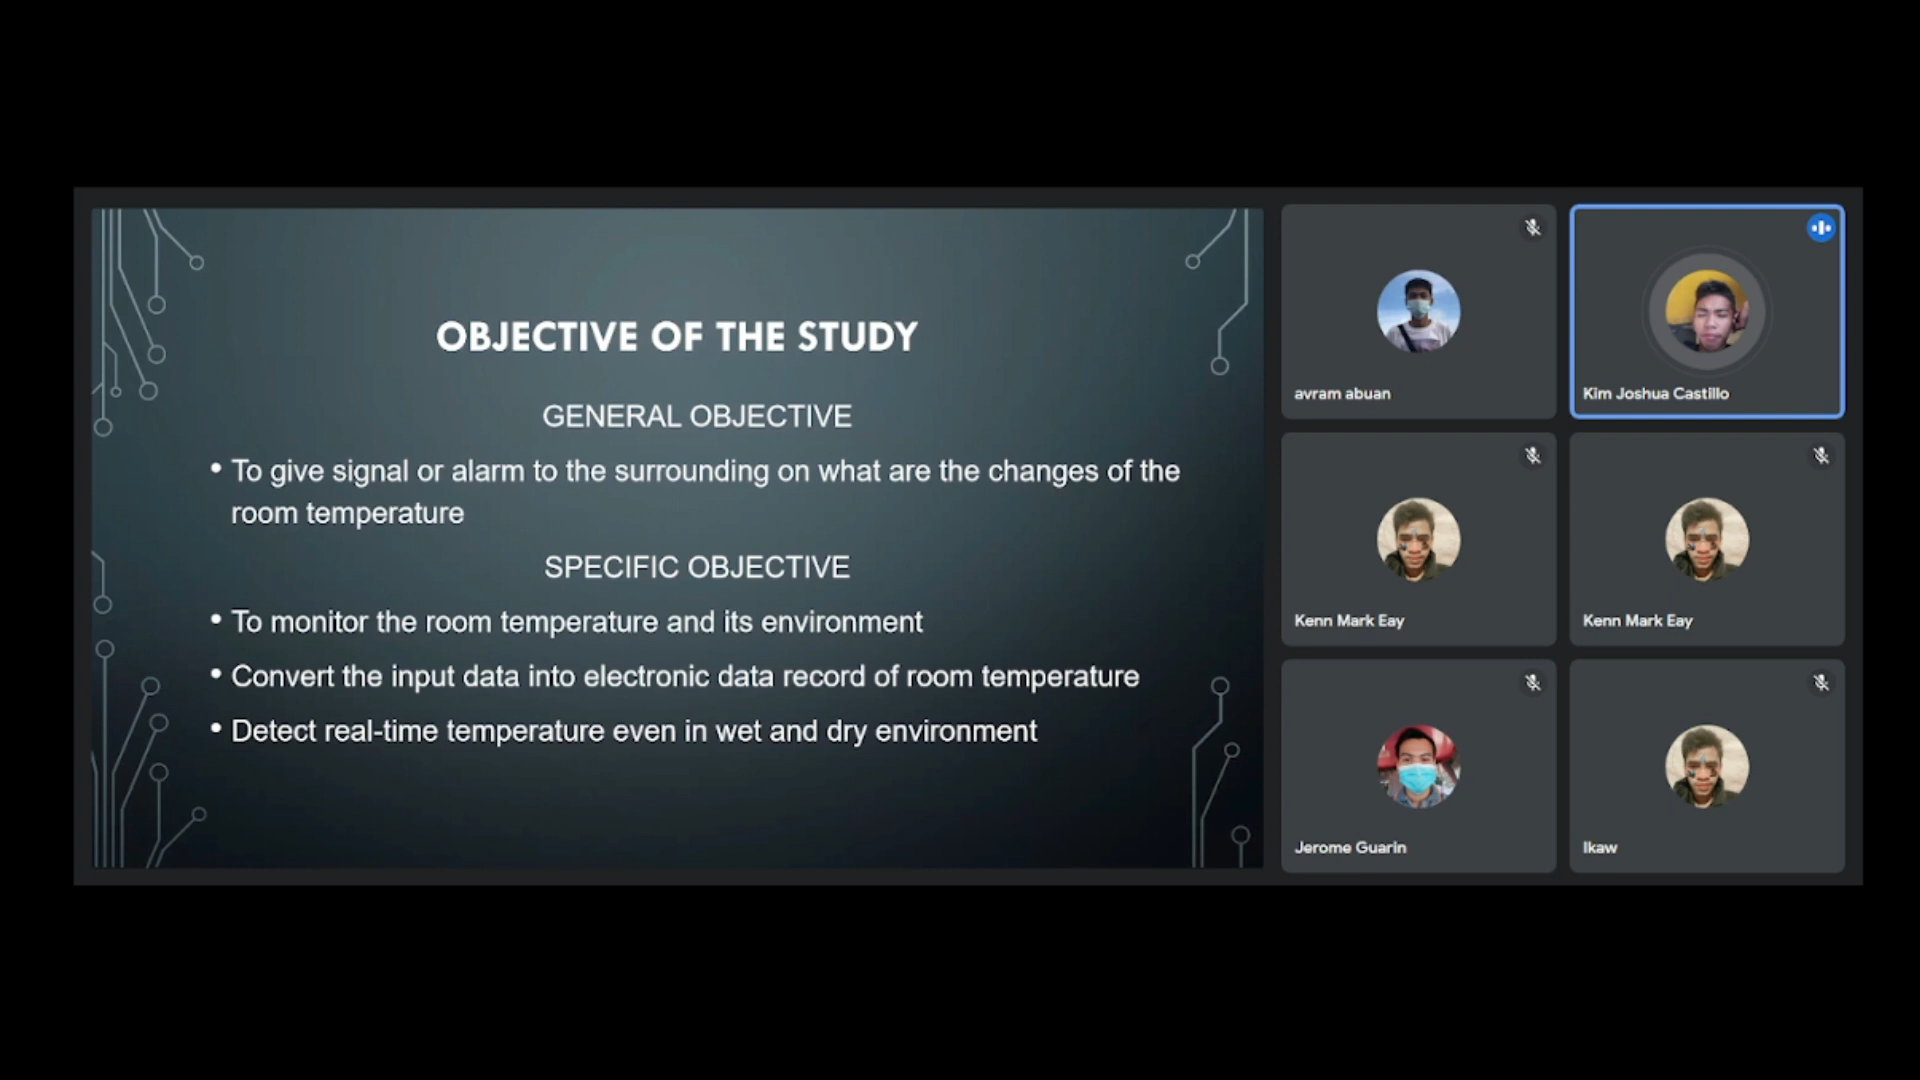 OBJECTIVE OF THE STUDY
GENERAL OBJECTIVE
• To give signal or alarm to the surrounding on what are the changes of the
room temperature
SPECIFIC OBJECTIVE
• To monitor the room temperature and its environment
• Convert the input data into electronic data record of room temperature
• Detect real-time temperature even in wet and dry environment
avram abuan
Kim Joshua Castillo
Kenn Mark Eay
Kenn Mark Eay
Jerome Guarin
Ikaw